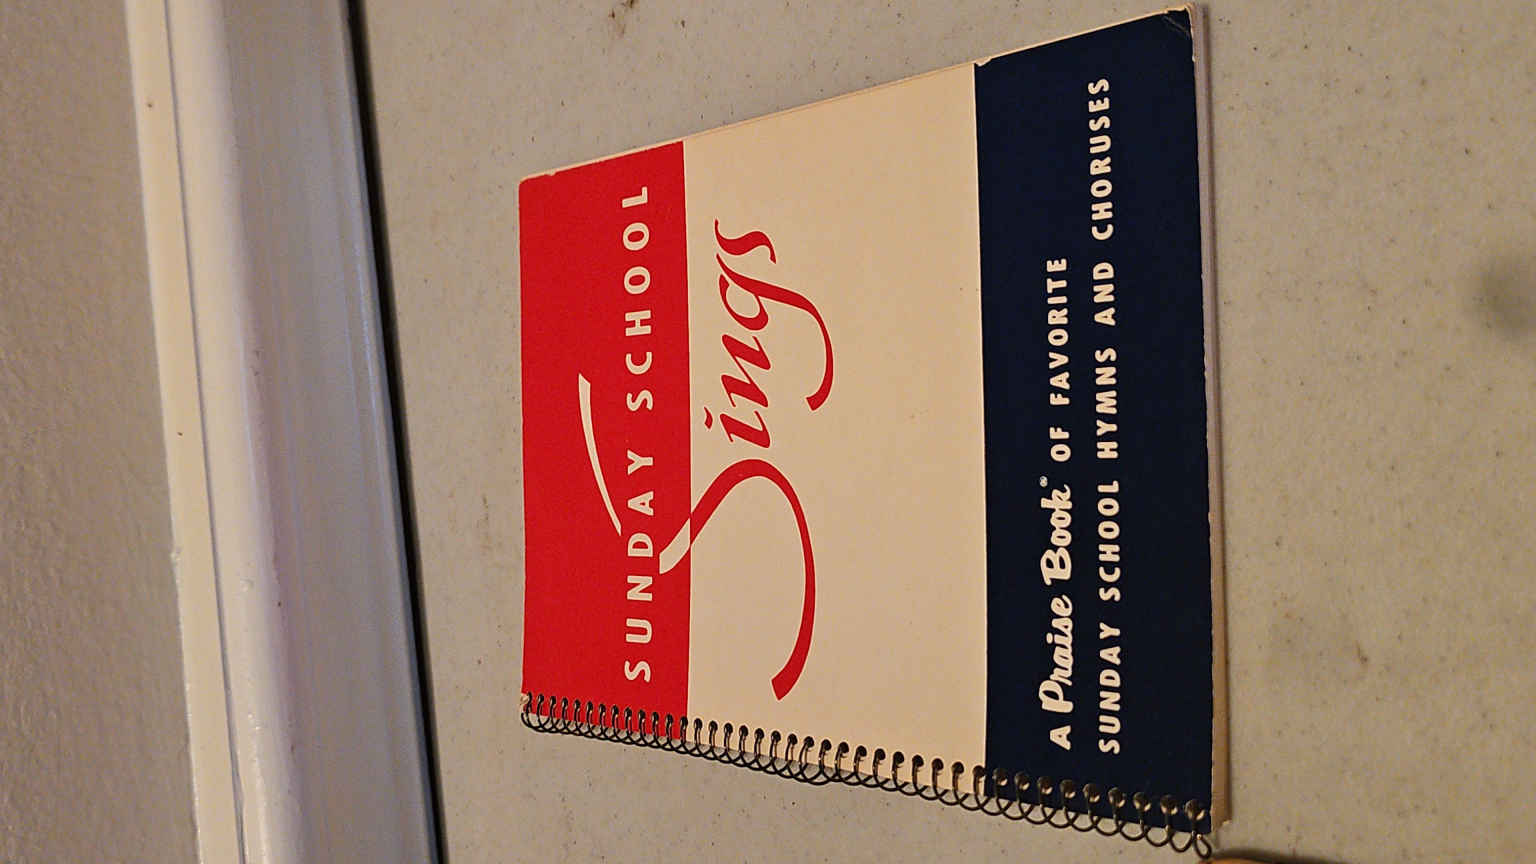 SUNDAY SCHOOL
Sings
A Praise Book® OF FAVORITE
SUNDAY SCHOOL HYMNS AND CHORUSES